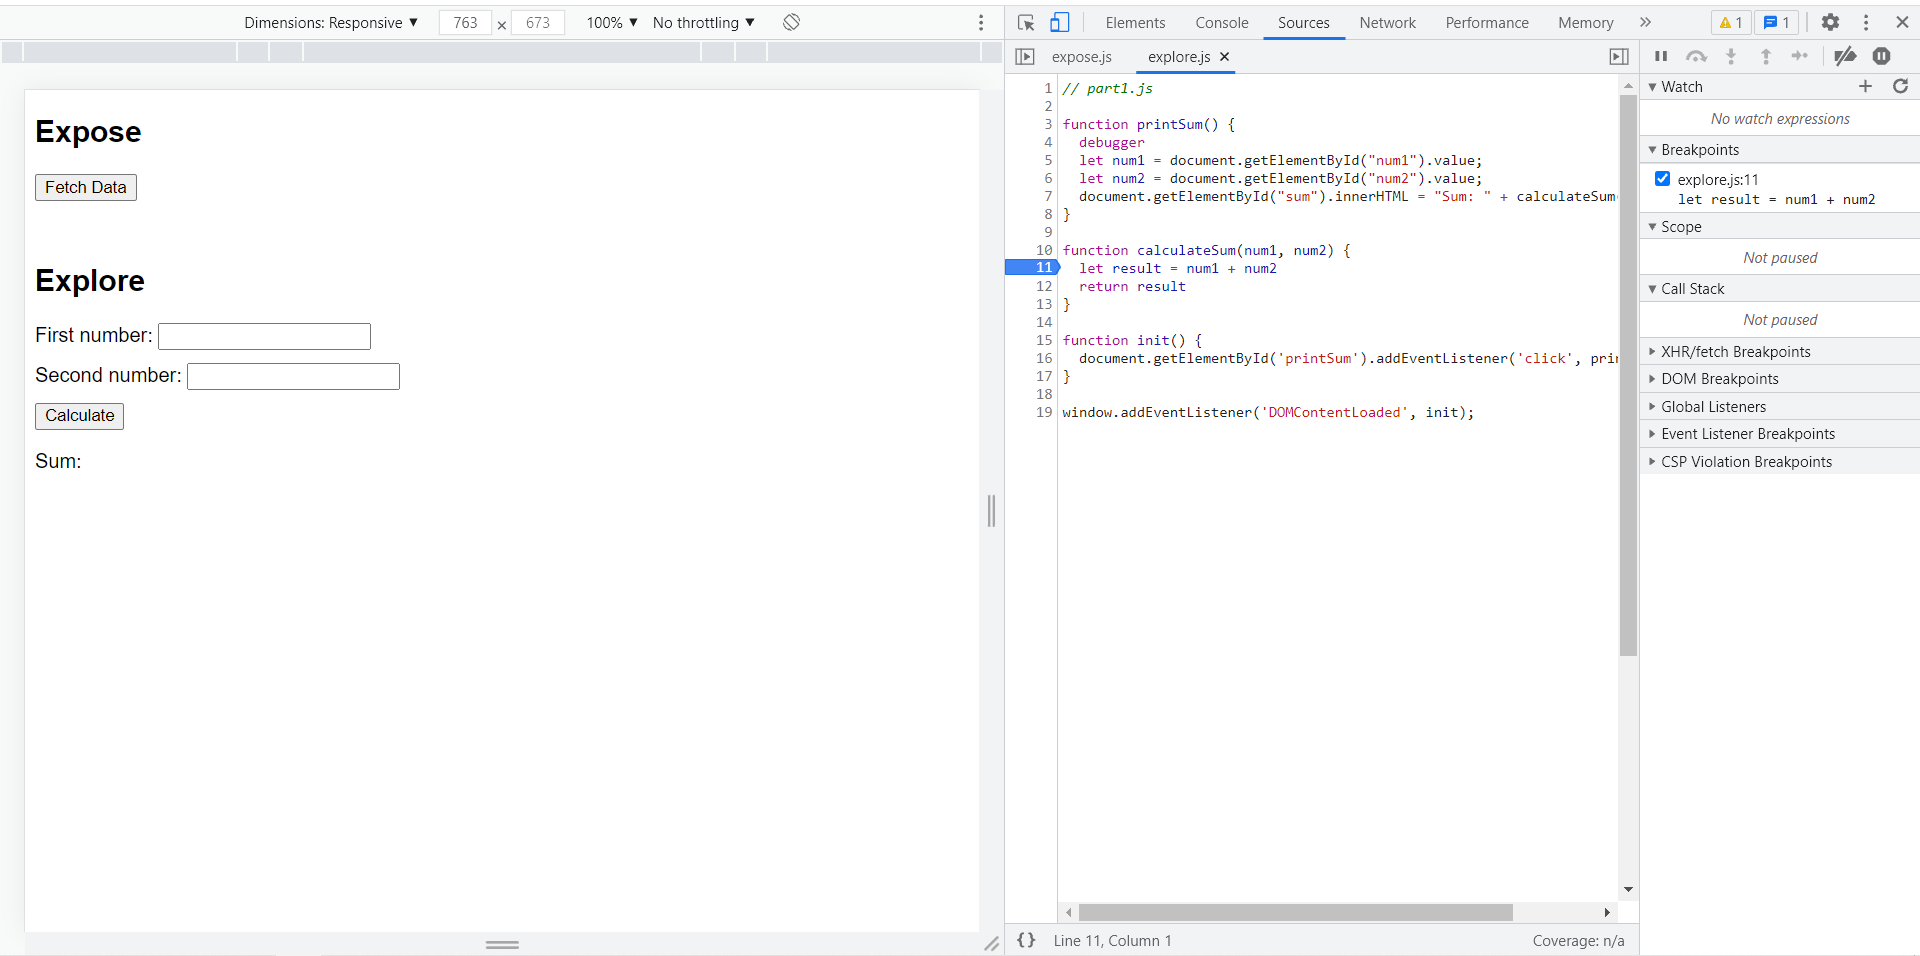 Dimensions: Responsive ▼ 763 × 673 100% ▼ No throttling ▼
Expose
Fetch Data
Explore
First number:
Second number:
Calculate
Sum:
Elements Console Sources Network Performance Memory » 1 1
expose.js explore.js ×
1 // part1.js
2
3 function printSum() {
4 debugger
5 let num1 = document.getElementById("num1").value;
6 let num2 = document.getElementById("num2").value;
7 document.getElementById("sum").innerHTML = "Sum: " + calculateSum
8 }
9
10 function calculateSum(num1, num2) {
11 let result = num1 + num2
12 return result
13 }
14
15 function init() {
16 document.getElementById('printSum').addEventListener('click', prin
17 }
18
19 window.addEventListener('DOMContentLoaded', init);
{} Line 11, Column 1 Coverage: n/a
Watch
No watch expressions
Breakpoints
explore.js:11
let result = num1 + num2
Scope
Not paused
Call Stack
Not paused
XHR/fetch Breakpoints
DOM Breakpoints
Global Listeners
Event Listener Breakpoints
CSP Violation Breakpoints